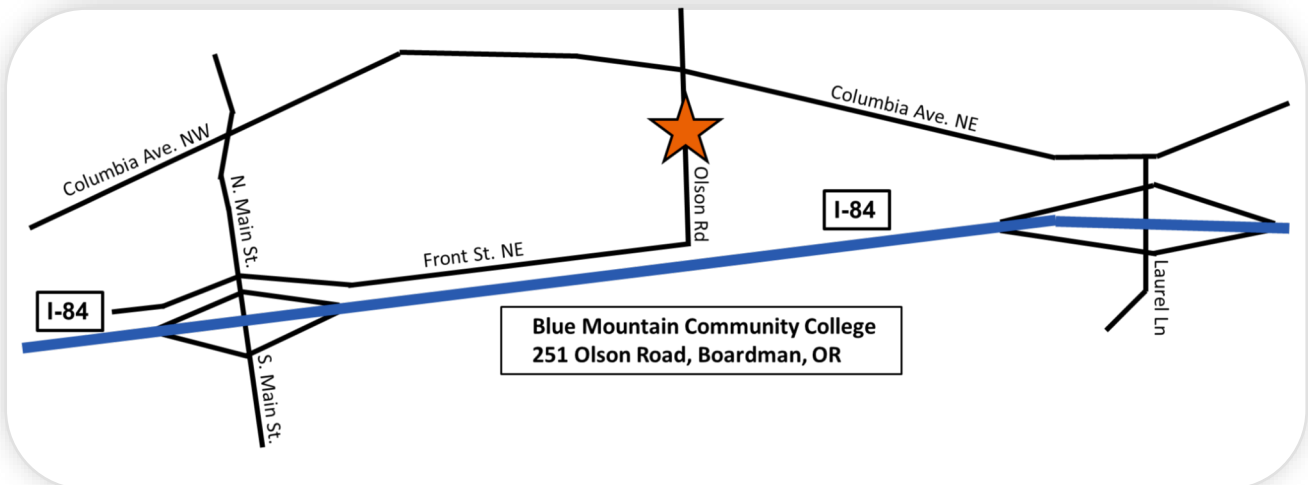 Columbia Ave. NW
N. Main St.
I-84
S. Main St.
Front St. NE
Olson Rd
Columbia Ave. NE
I-84
Laurel Ln
Blue Mountain Community College
251 Olson Road, Boardman, OR